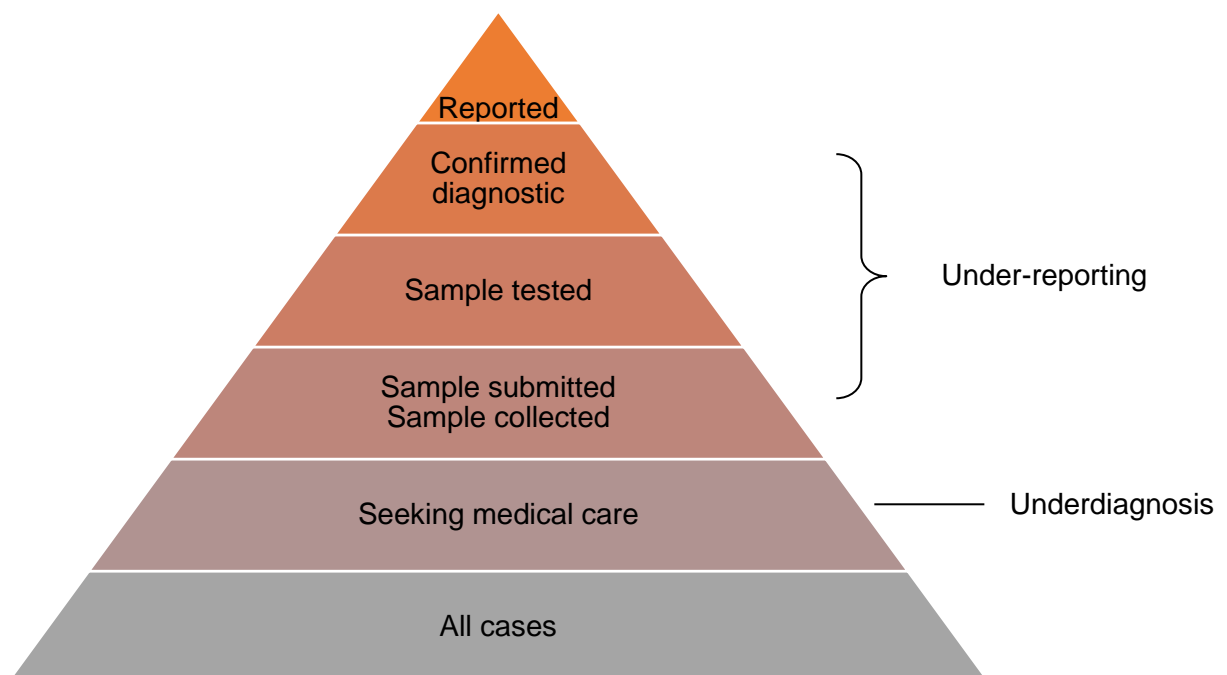 Reported
Confirmed
diagnostic
Sample tested
Under-reporting
Sample submitted
Sample collected
Seeking medical care
Underdiagnosis
All cases